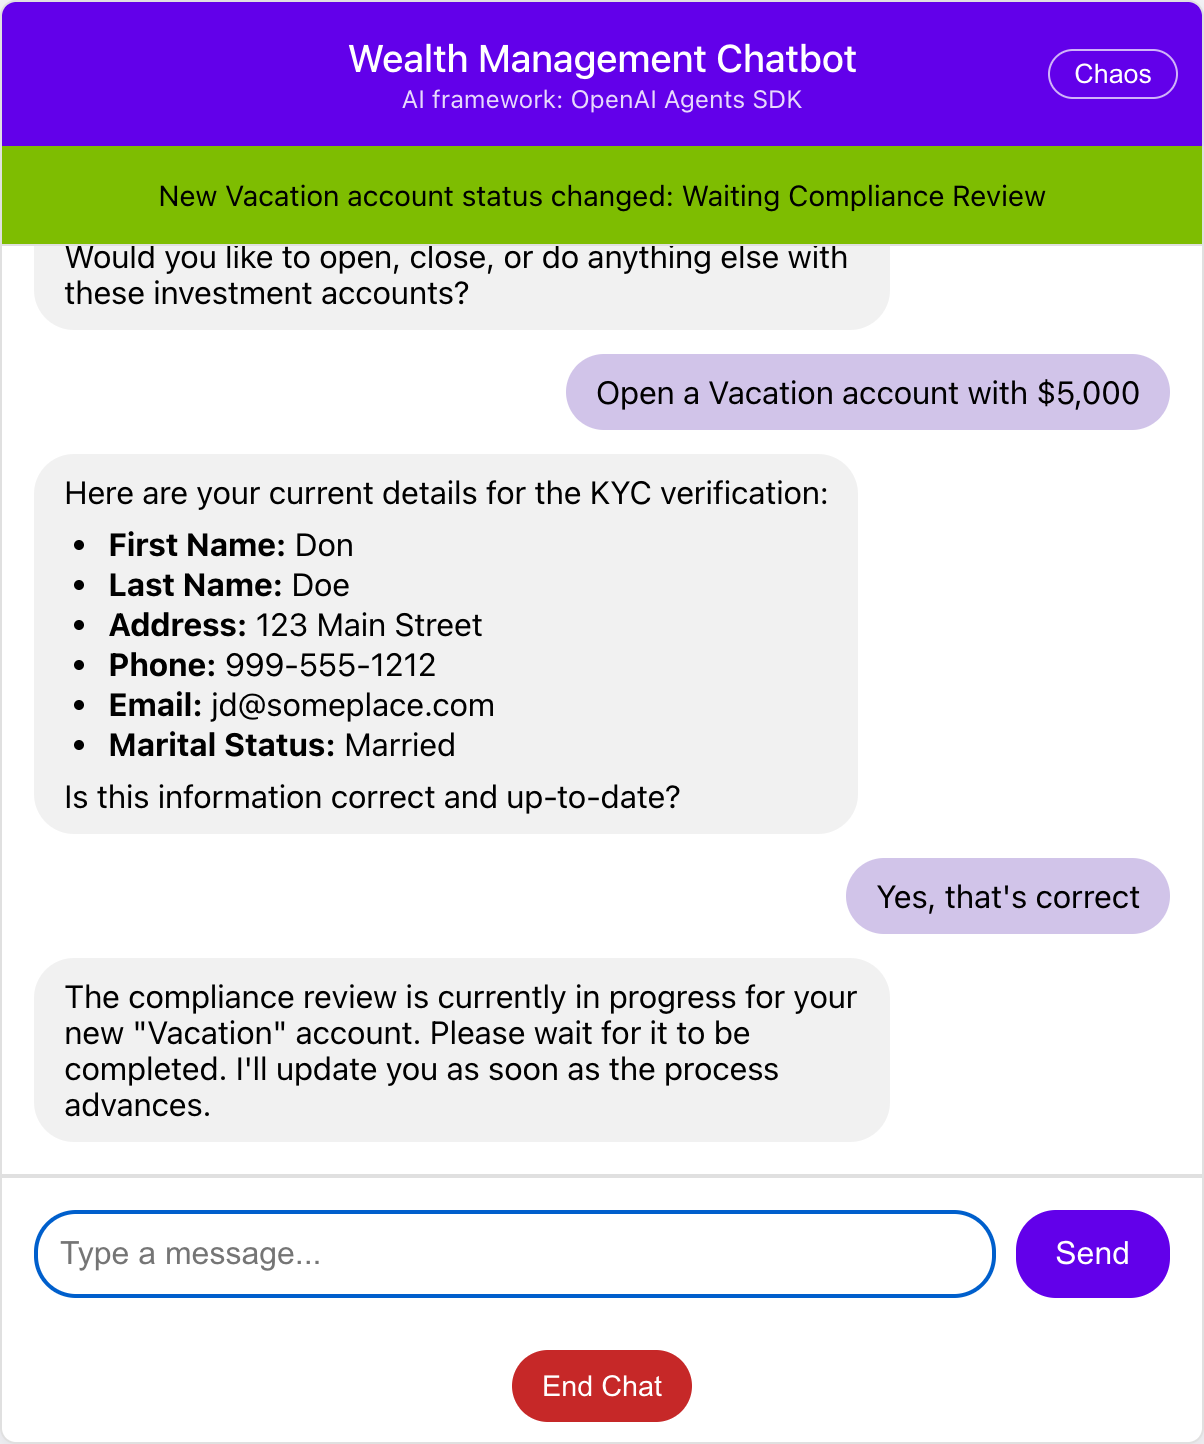 Wealth Management Chatbot
AI framework: OpenAI Agents SDK
Chaos
New Vacation account status changed: Waiting Compliance Review
Would you like to open, close, or do anything else with
these investment accounts?
Open a Vacation account with $5,000
Here are your current details for the KYC verification:
• First Name: Don
• Last Name: Doe
• Address: 123 Main Street
• Phone: 999-555-1212
• Email: jd@someplace.com
• Marital Status: Married
Is this information correct and up-to-date?
Yes, that's correct
The compliance review is currently in progress for your
new "Vacation" account. Please wait for it to be
completed. I'll update you as soon as the process
advances.
Type a message...
Send
End Chat